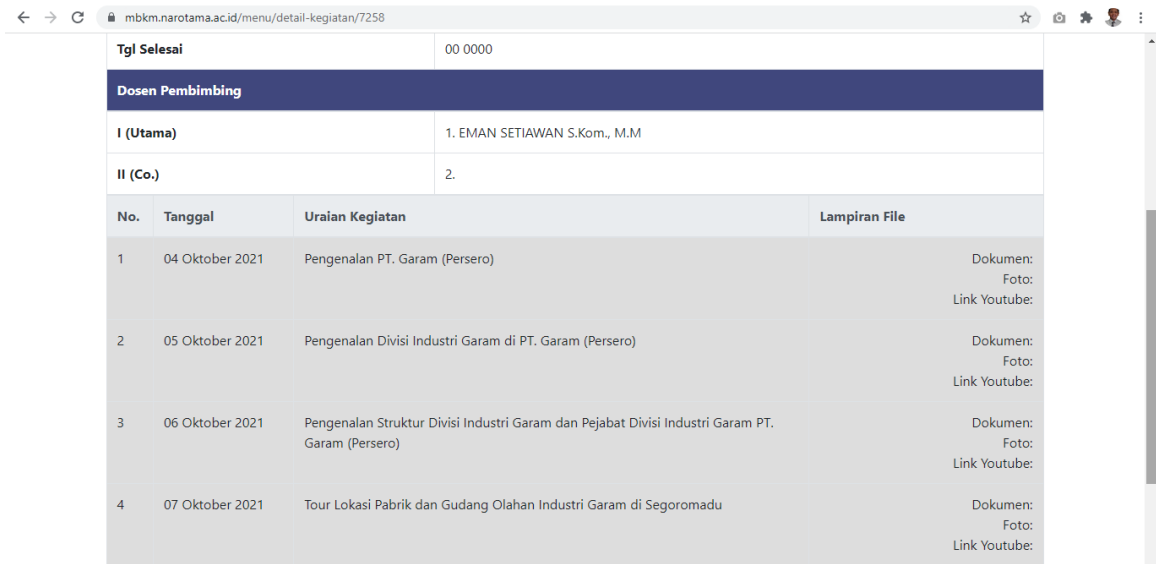 mbkm.narotama.ac.id/menu/detail-kegiatan/7258
Tgl Selesai 00 0000
Dosen Pembimbing
I (Utama) 1. EMAN SETIAWAN S.Kom., M.M
II (Co.) 2.
No. Tanggal Uraian Kegiatan Lampiran File
1 04 Oktober 2021 Pengenalan PT. Garam (Persero) Dokumen:
Foto:
Link Youtube:
2 05 Oktober 2021 Pengenalan Divisi Industri Garam di PT. Garam (Persero) Dokumen:
Foto:
Link Youtube:
3 06 Oktober 2021 Pengenalan Struktur Divisi Industri Garam dan Pejabat Divisi Industri Garam PT. Dokumen:
Garam (Persero) Foto:
Link Youtube:
4 07 Oktober 2021 Tour Lokasi Pabrik dan Gudang Olahan Industri Garam di Segoromadu Dokumen:
Foto:
Link Youtube: